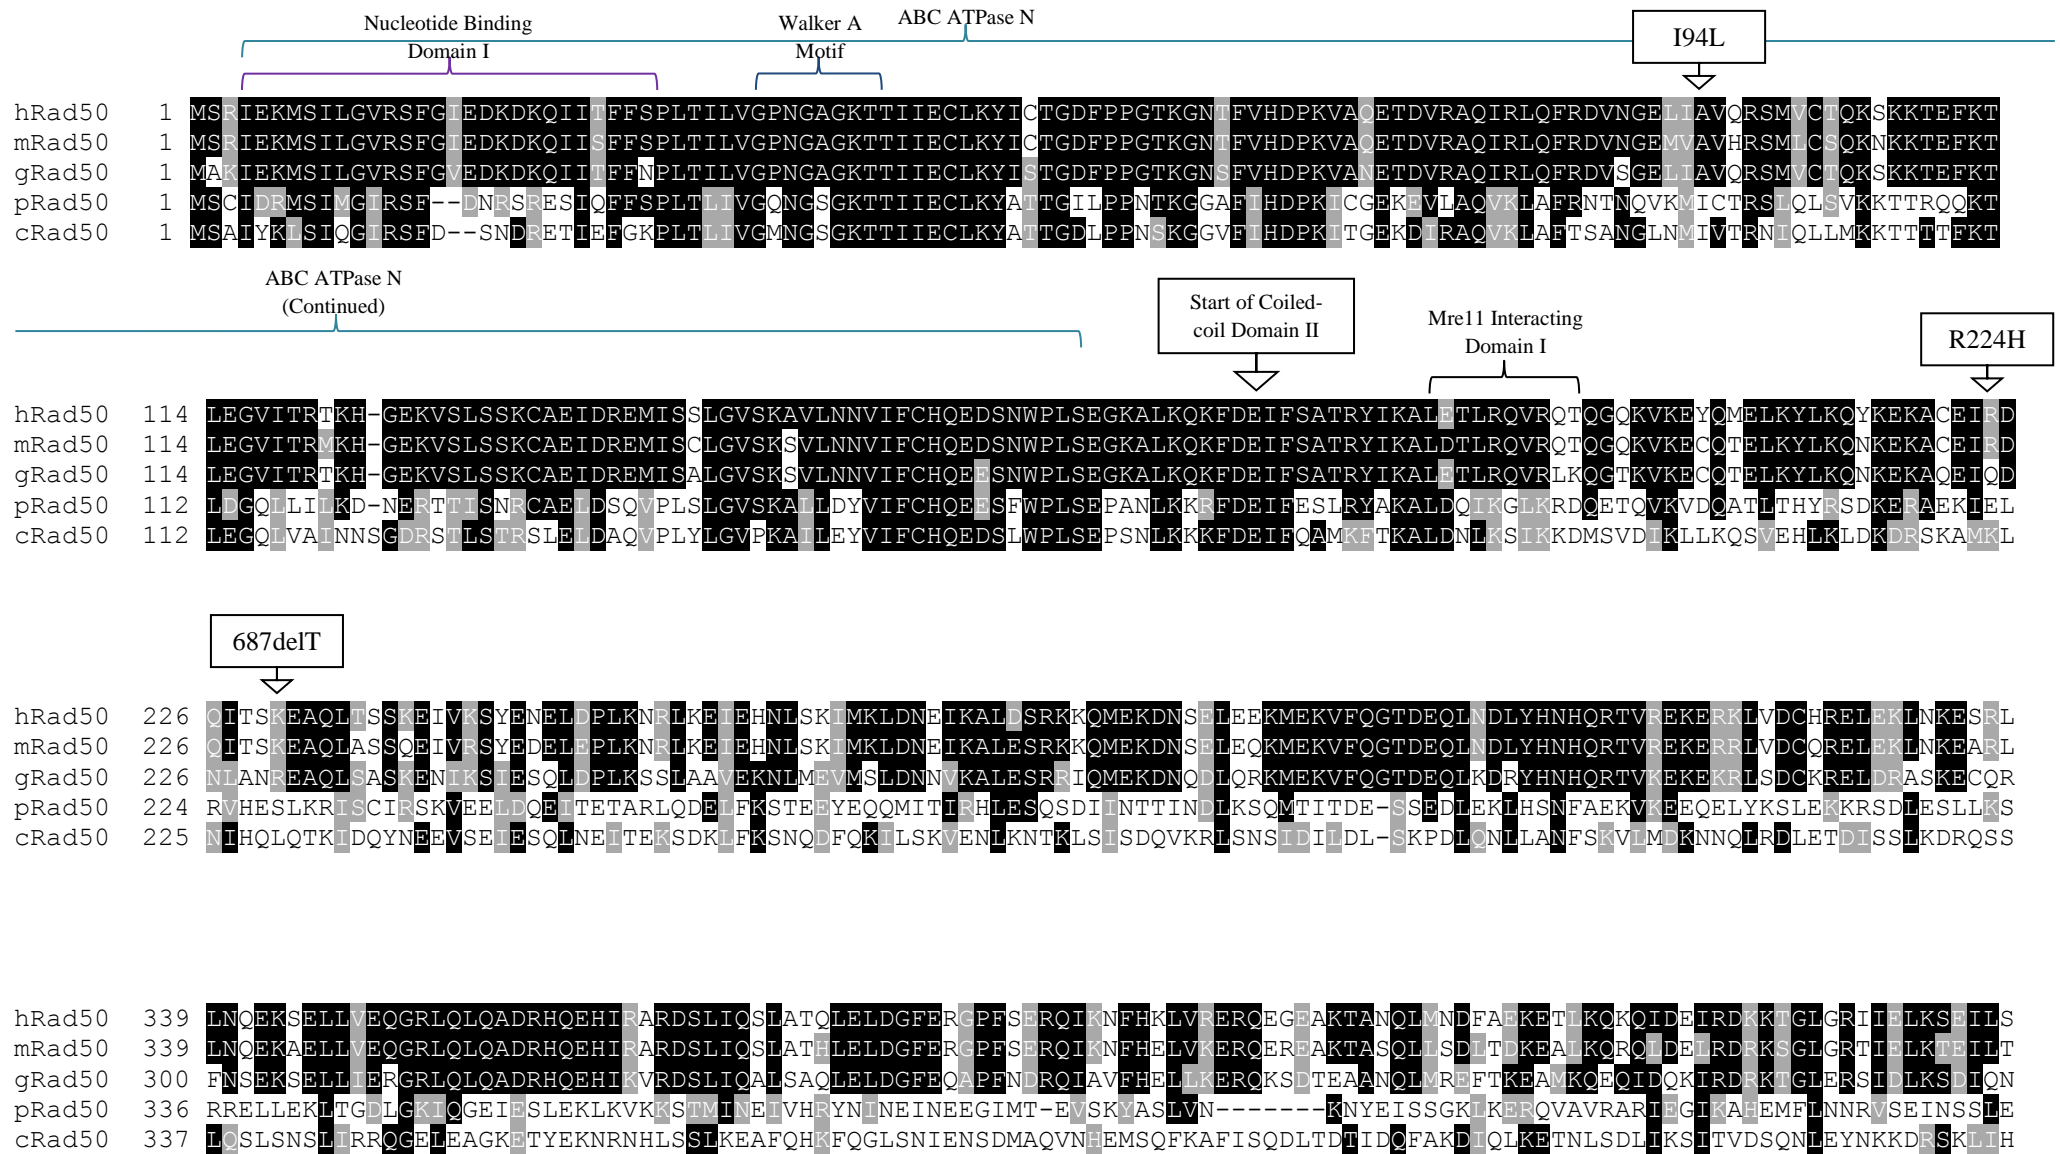 Nucleotide Binding
Domain I
Walker A
Motif
ABC ATPase N
I94L
hRad50 1 MSRIEKMSILGVRSFGIEDKDKQIITFFSPLTILVGPNGAGKTTIIECLKYICTGDFPPGTKGNTFVHDPKVAQETDVRAQIRLQFRDVNGELIAVQRSMVCTQKSKKTEFKT
mRad50 1 MSRIEKMSILGVRSFGIEDKDKQIISFFSPLTILVGPNGAGKTTIIECLKYICTGDFPPGTKGNTFVHDPKVAQETDVRAQIRLQFRDVNGEMVAVHRSMLCSQKNKKTEFKT
gRad50 1 MAKIEKMSILGVRSFGVEDKDKQIITFFNPLTILVGPNGAGKTTIIECLKYISTGDFPPGTKGNSFVHDPKVANETDVRAQIRLQFRDVSGELIAVQRSMVCTQKSKKTEFKT
pRad50 1 MSCIDRMSIMGIRSF--DNRSRESIQFFSPLTLIVGQNGSGKTTIIECLKYATTGILPPNTKGGAFIHDPKICGEKEVLAQVKLAFRNTNQVKMICTRSLQLSVKKTTRQQKT
cRad50 1 MSAIYKLSIQGIRSFD--SNDRETIEFGKPLTLIVGMNGSGKTTIIECLKYATTGDLPPNSKGGVFIHDPKITGEKDIRAQVKLAFTSANGLNMIVTRNIQLLMKKTTTTFKT
ABC ATPase N
(Continued)
Start of Coiled-
coil Domain II
Mre11 Interacting
Domain I
R224H
hRad50 114 LEGVITRTKH-GEKVSLSSKCAEIDREMISSLGVSKAVLNNVIFCHQEDSNWPLSEGKALKQKFDEIFSATRYIKALETLRQVRQTQGQKVKEYQMELKYLKQYKEKACEIRD
mRad50 114 LEGVITRMKH-GEKVSLSSKCAEIDREMISCLGVSKSVLNNVIFCHQEDSNWPLSEGKALKQKFDEIFSATRYIKALDTLRQVRQTQGQKVKECQTELKYLKQNKEKACEIRD
gRad50 114 LEGVITRTKH-GEKVSLSSKCAEIDREMISALGVSKSVLNNVIFCHQEESNWPLSEGKALKQKFDEIFSATRYIKALETLRQVRLKQGTKVKECQTELKYLKQNKEKAQEIQD
pRad50 112 LDGQLLILKD-NERTTISNRCAELDSQVPLSLGVSKALLDYVIFCHQEESFWPLSEPANLKKRFDEIFESLRYAKALDQIKGLKRDQETQVKVDQATLTHYRSDKERAEKIEL
cRad50 112 LEGQLVAINNSGDRSTLSTRSLELDAQVPLYLGVPKAILEYVIFCHQEDSLWPLSEPSNLKKKFDEIFQAMKFTKALDNLKSIKKDMSVDIKLLKQSVEHLKLDKDRSKAMKL
687delT
hRad50 226 QITSKEAQLTSSKEIVKSYENELDPLKNRLKEIEHNLSKIMKLDNEIKALDSRKKQMEKDNSELEEKMEKVFQGTDEQLNDLYHNHQRTVREKERKLVDCHRELEKLNKESRL
mRad50 226 QITSKEAQLASSQEIVRSYEDELEPLKNRLKEIEHNLSKIMKLDNEIKALESRKKQMEKDNSELEQKMEKVFQGTDEQLNDLYHNHQRTVREKERRLVDCQRELEKLNKEARL
gRad50 226 NLANREAQLSASKENIKSIESQLDPLKSSLAAVEKNLMEVMSLDNNVKALESRRIQMEKDNQDLQRKMEKVFQGTDEQLKDRYHNHQRTVKEKEKRLSDCKRELDRASKECQR
pRad50 224 RVHESLKRISCIRSKVEELDQEITETARLQDELFKSTEEYEQQMITIRHLESQSDIINTTINDLKSQMTITDE-SSEDLEKLHSNFAEKVKEEQELYKSLEKKRSDLESLLKS
cRad50 225 NIHQLQTKIDQYNEEVSEIESQLNEITEKSDKLFKSNQDFQKILSKVENLKNTKLSISDQVKRLSNSIDILDL-SKPDLQNLLANFSKVLMDKNNQLRDLETDISSLKDRQSS
hRad50 339 LNQEKSELLVEQGRLQLQADRHQEHIRARDSLIQSLATQLELDGFERGPFSERQIKNFHKLVRERQEGEAKTANQLMNDFAEKETLKQKQIDEIRDKKTGLGRIIELKSEILS
mRad50 339 LNQEKAELLVEQGRLQLQADRHQEHIRARDSLIQSLATHLELDGFERGPFSERQIKNFHELVKERQEREAKTASQLLSDLTDKEALKQRQLDELRDRKSGLGRTIELKTEILT
gRad50 300 FNSEKSELLIERGRLQLQADRHQEHIKVRDSLIQALSAQLELDGFEQAPFNDRQIAVFHELLKERQKSDTEAANQLMREFTKEAMKQEQIDQKIRDRKTGLERSIDLKSDIQN
pRad50 336 RRELLEKLTGDLGKIQGEIESLEKLKVKKSTMINEIVHRYNINEINEEGIMT-EVSKYASLVN-------KNYEISSGKLKERQVAVRARIEGIKAHEMFLNNRVSEINSSLE
cRad50 337 LQSLSNSLIRRQGELEAGKETYEKNRNHLSSLKEAFQHKFQGLSNIENSDMAQVNHEMSQFKAFISQDLTDTIDQFAKDIQLKETNLSDLIKSITVDSQNLEYNKKDRSKLIH